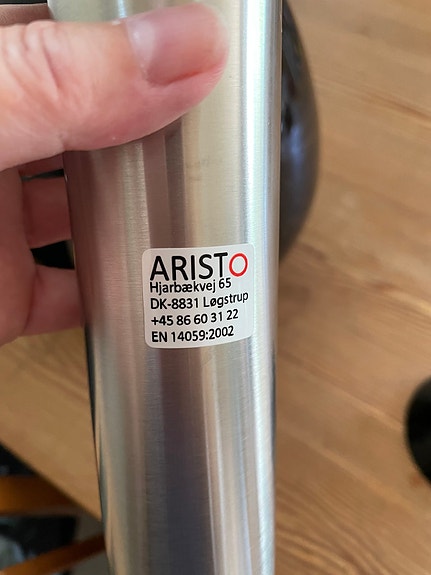 ARISTO
Hjarbækvej 65
DK-8831 Løgstrup
+45 86 60 31 22
EN 14059:2002